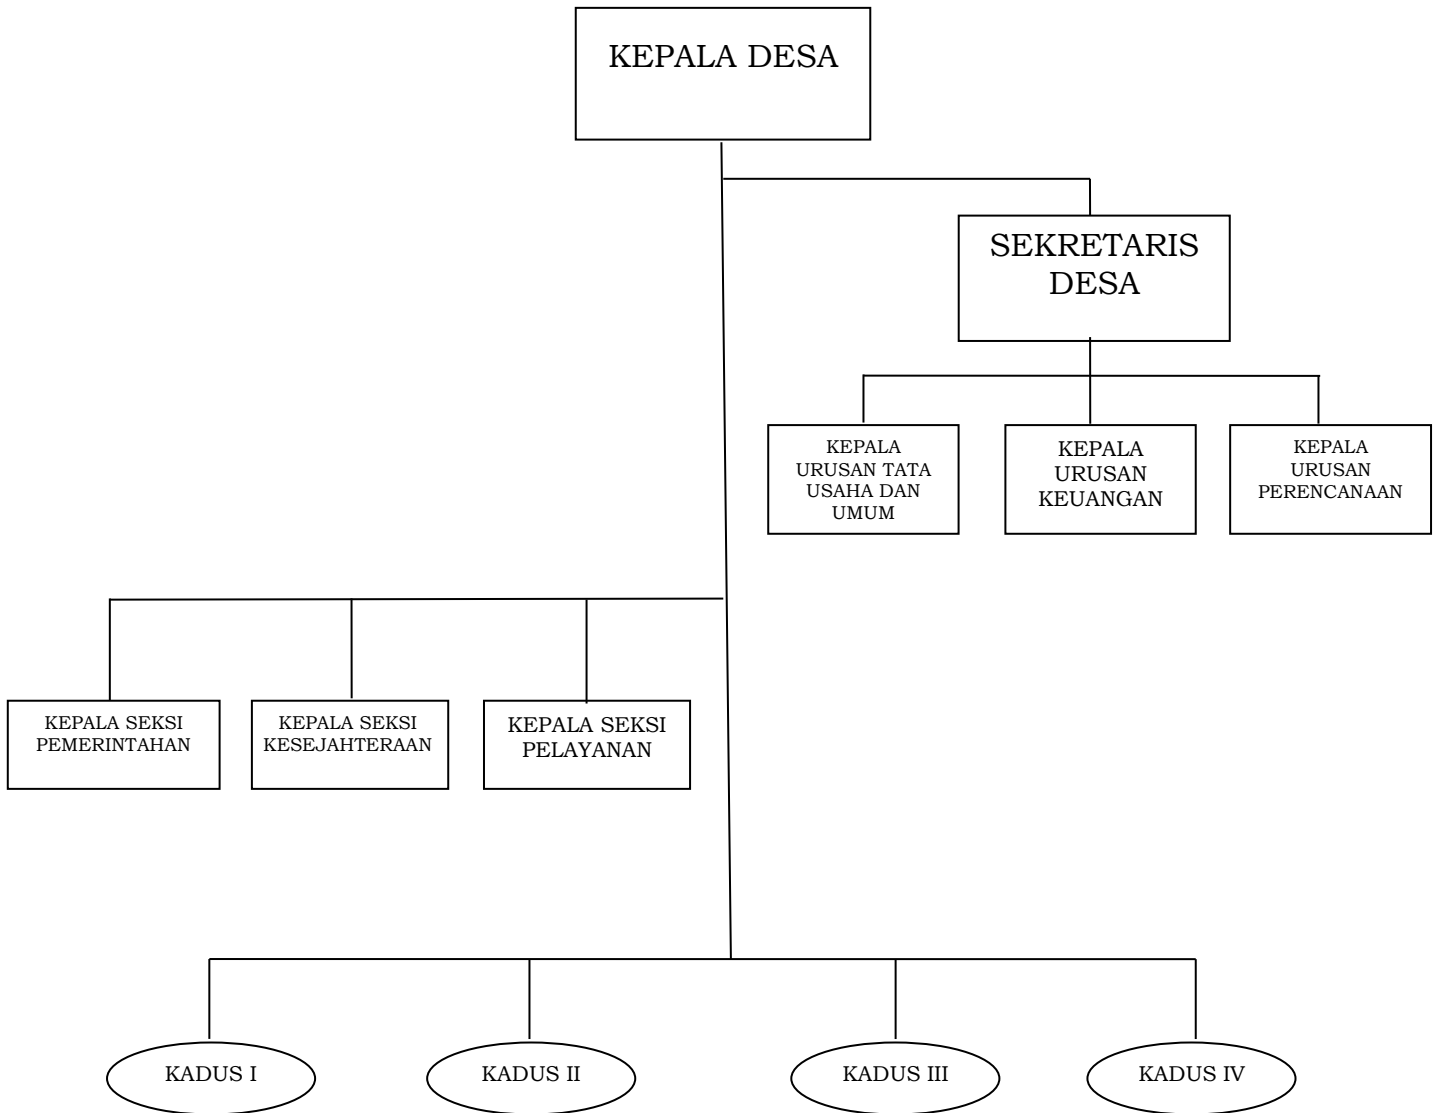 KEPALA DESA
SEKRETARIS
DESA
KEPALA
URUSAN TATA
USAHA DAN
UMUM
KEPALA
URUSAN
KEUANGAN
KEPALA
URUSAN
PERENCANAAN
KEPALA SEKSI
PEMERINTAHAN
KEPALA SEKSI
KESEJAHTERAAN
KEPALA SEKSI
PELAYANAN
KADUS I
KADUS II
KADUS III
KADUS IV